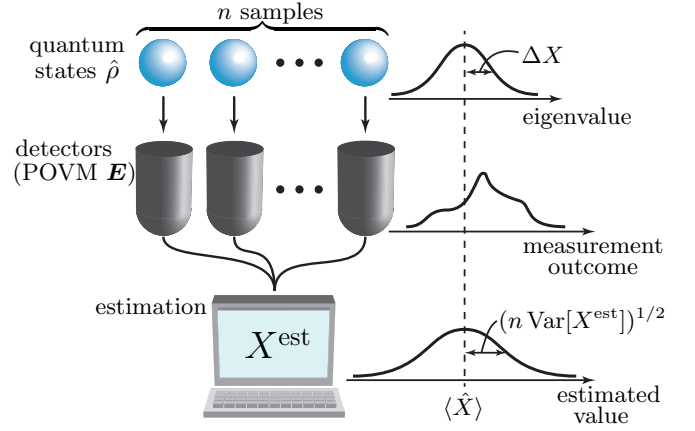 n samples
quantum
states ρ̂
ΔX
eigenvalue
detectors
(POVM E)
measurement
outcome
estimation
X^est
(n Var[X^est])^1/2
⟨X̂⟩
estimated
value